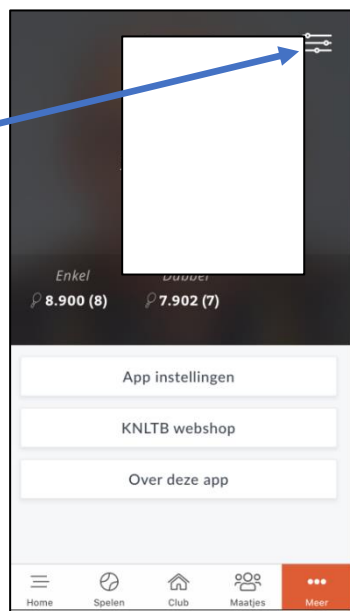 Enkel Dubbel
8.900 (8) 7.902 (7)
App instellingen
KNLTB webshop
Over deze app
Home Spelen Club Maatjes Meer